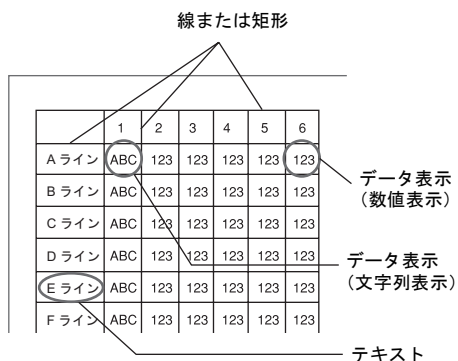 線または矩形
1 2 3 4 5 6
Aライン ABC 123 123 123 123 123
Bライン ABC 123 123 123 123 123
Cライン ABC 123 123 123 123 123
Dライン ABC 123 123 123 123 123
Eライン ABC 123 123 123 123 123
Fライン ABC 123 123 123 123 123
データ表示
（数値表示）
データ表示
（文字列表示）
テキスト